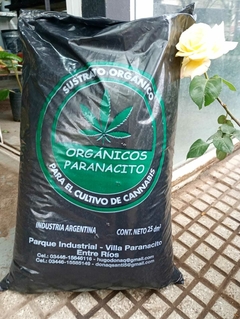 SUSTRATO ORGÁNICO
ORGÁNICOS
PARANACITO
PARA EL CULTIVO DE CANNABIS
INDUSTRIA ARGENTINA
CONT. NETO 25 dm³
Parque Industrial - Villa Paranacito
Entre Ríos